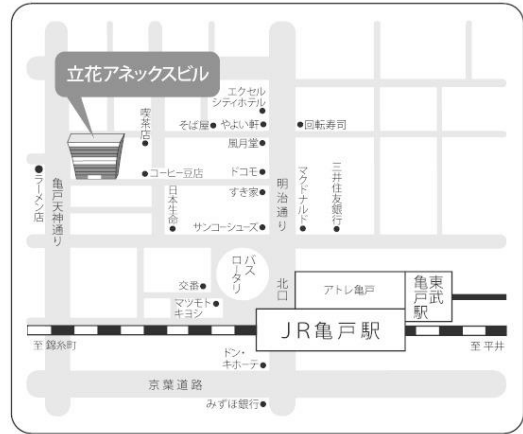 立花アネックスビル
エクセル
シティホテル
喫茶店
そば屋
やよい軒
回転寿司
風月堂
コーヒー豆店
ドコモ
ラーメン店
亀戸天神通り
日本生命
すき家
明治通り
マクドナルド
三井住友銀行
サンコーシューズ
バス
ロータリ
北口
交番
マツモト
キヨシ
アトレ亀戸
東武
亀戸駅
JR亀戸駅
至 錦糸町
至 平井
ドン・
キホーテ
京葉道路
みずほ銀行